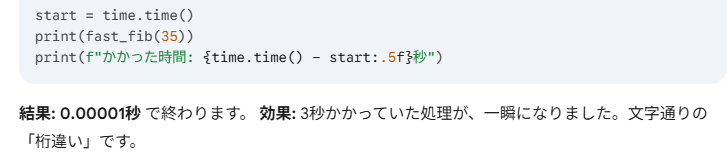 start = time.time()
print(fast_fib(35))
print(f"かかった時間: {time.time() - start:.5f}秒")
結果: 0.00001秒 で終わります。 効果: 3秒かかっていた処理が、一瞬になりました。文字通りの
「桁違い」です。